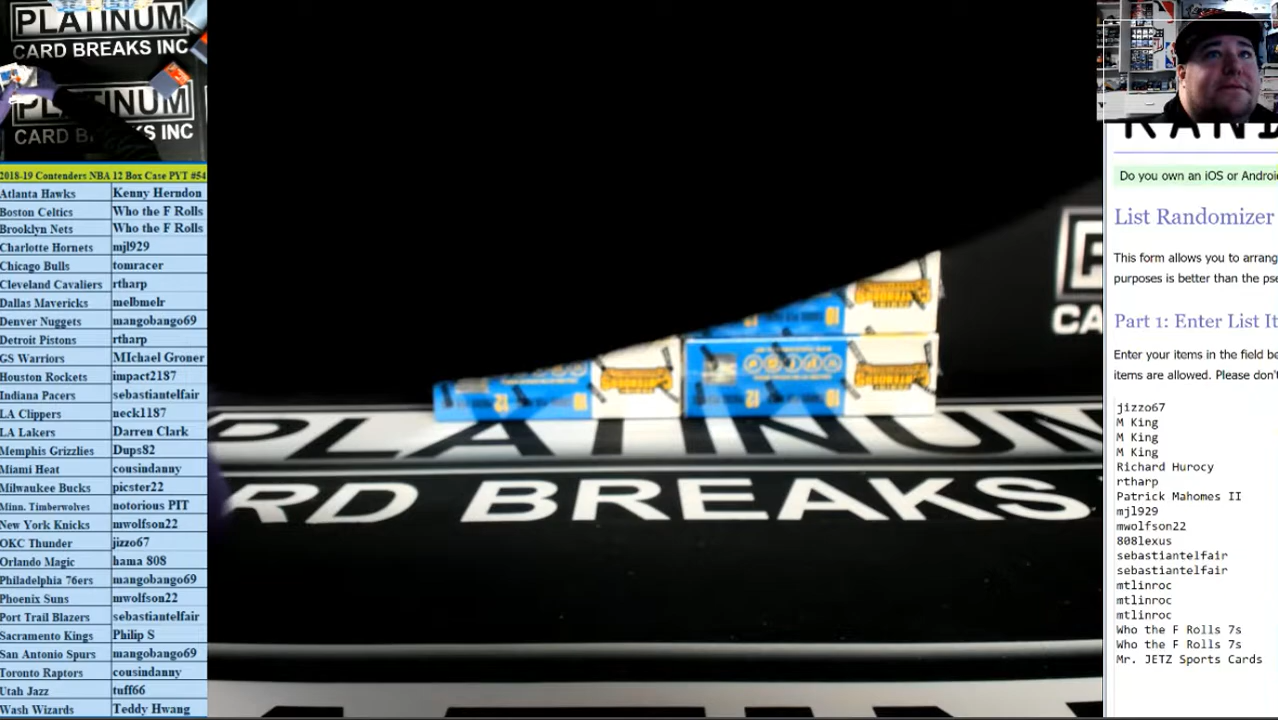 PLATINUM
CARD BREAKS INC
PLATINUM
CARD BREAKS INC
2018-19 Contenders NBA 12 Box Case PYT #54
Atlanta Hawks Kenny Herndon
Boston Celtics Who the F Rolls
Brooklyn Nets Who the F Rolls
Charlotte Hornets mjl929
Chicago Bulls tomracer
Cleveland Cavaliers rtharp
Dallas Mavericks melbmelr
Denver Nuggets mangobango69
Detroit Pistons rtharp
GS Warriors MIchael Groner
Houston Rockets impact2187
Indiana Pacers sebastiantelfair
LA Clippers neck1187
LA Lakers Darren Clark
Memphis Grizzlies Dups82
Miami Heat cousindanny
Milwaukee Bucks picster22
Minn. Timberwolves notorious PIT
New York Knicks mwolfson22
OKC Thunder jizzo67
Orlando Magic hama 808
Philadelphia 76ers mangobango69
Phoenix Suns mwolfson22
Port Trail Blazers sebastiantelfair
Sacramento Kings Philip S
San Antonio Spurs mangobango69
Toronto Raptors cousindanny
Utah Jazz tuff66
Wash Wizards Teddy Hwang
PLATINUM
RD BREAKS
CA
RAND
Do you own an iOS or Androi
List Randomizer
This form allows you to arrang
purposes is better than the pse
Part 1: Enter List It
Enter your items in the field be
items are allowed. Please don't
jizzo67
M King
M King
M King
Richard Hurocy
rtharp
Patrick Mahomes II
mjl929
mwolfson22
808lexus
sebastiantelfair
sebastiantelfair
mtlinroc
mtlinroc
mtlinroc
Who the F Rolls 7s
Who the F Rolls 7s
Mr. JETZ Sports Cards